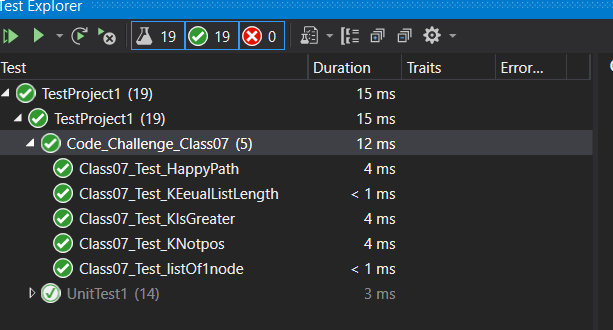 Test Explorer
19 19 0
Test Duration Traits Error...
TestProject1 (19) 15 ms
TestProject1 (19) 15 ms
Code_Challenge_Class07 (5) 12 ms
Class07_Test_HappyPath 4 ms
Class07_Test_KEeualListLength < 1 ms
Class07_Test_KIsGreater 4 ms
Class07_Test_KNotpos 4 ms
Class07_Test_listOf1node < 1 ms
UnitTest1 (14) 3 ms